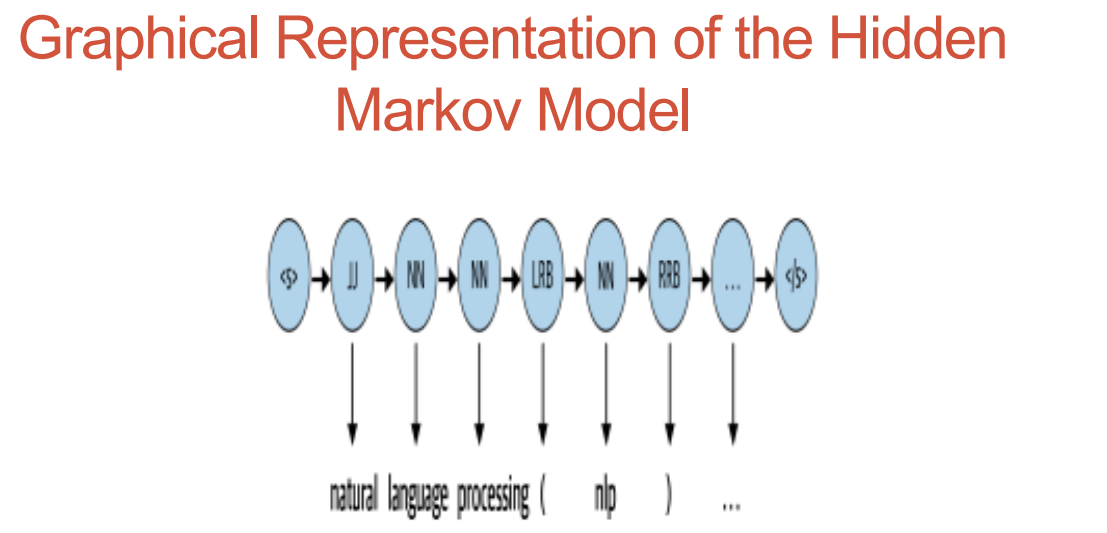 Graphical Representation of the Hidden
Markov Model
<s> JJ NN NN LRB NN RRB ... </s>
natural language processing ( nlp ) ...